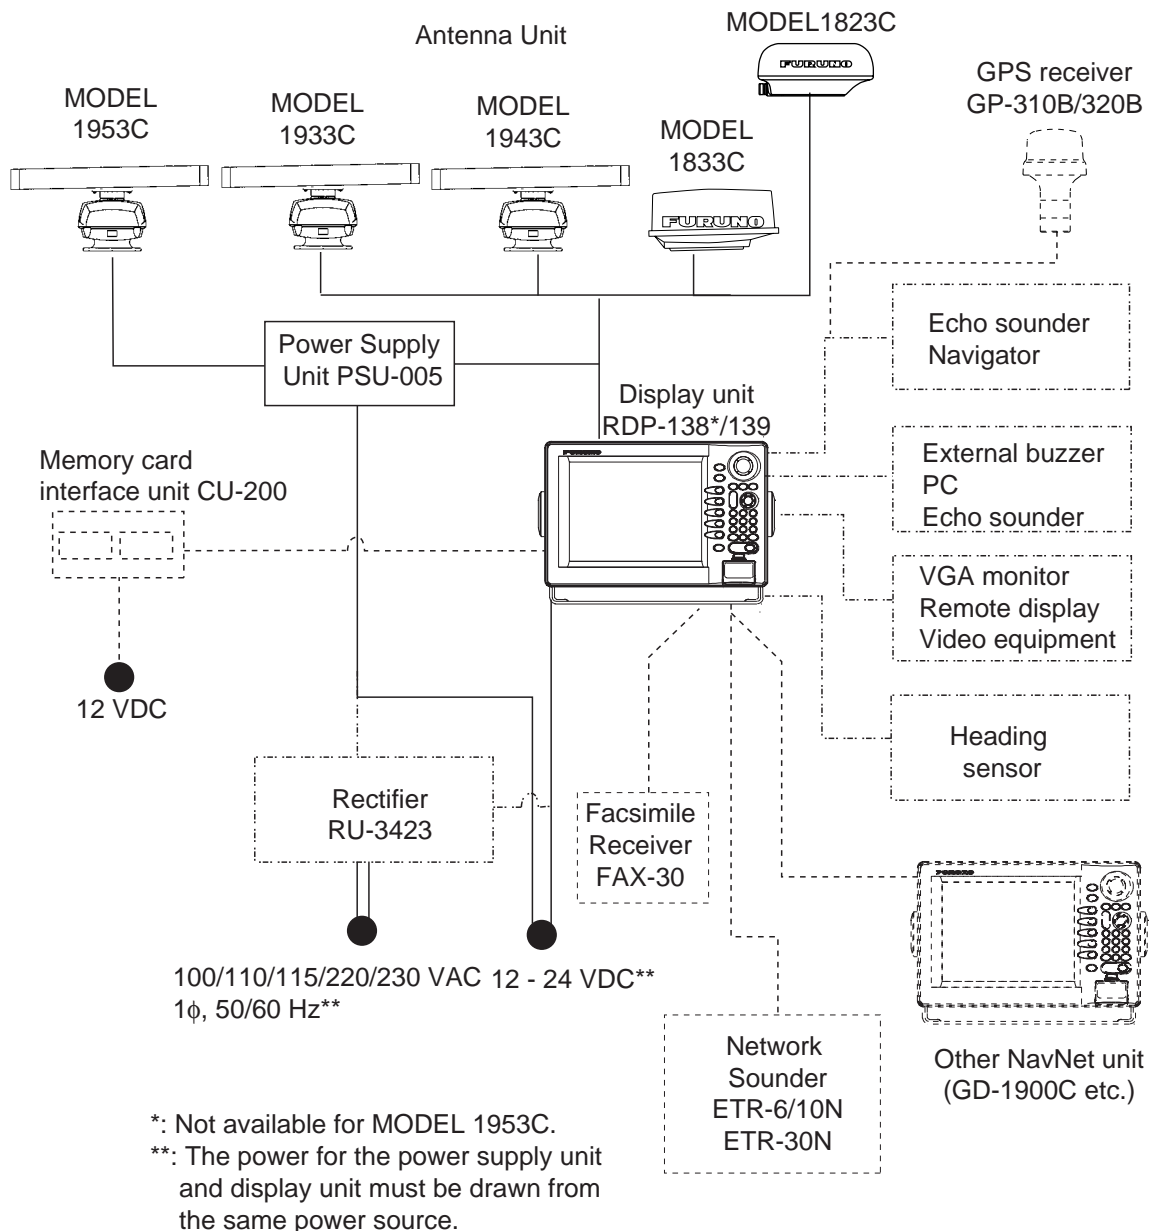 MODEL1823C
Antenna Unit
FURUNO
GPS receiver
GP-310B/320B
MODEL
1953C
MODEL
1933C
MODEL
1943C
MODEL
1833C
FURUNO
Echo sounder
Navigator
Power Supply
Unit PSU-005
Display unit
RDP-138*/139
FURUNO
Memory card
interface unit CU-200
External buzzer
PC
Echo sounder
VGA monitor
Remote display
Video equipment
12 VDC
Heading
sensor
Rectifier
RU-3423
Facsimile
Receiver
FAX-30
FURUNO
100/110/115/220/230 VAC
1ϕ, 50/60 Hz**
12 - 24 VDC**
Network
Sounder
ETR-6/10N
ETR-30N
Other NavNet unit
(GD-1900C etc.)
*: Not available for MODEL 1953C.
**: The power for the power supply unit
and display unit must be drawn from
the same power source.